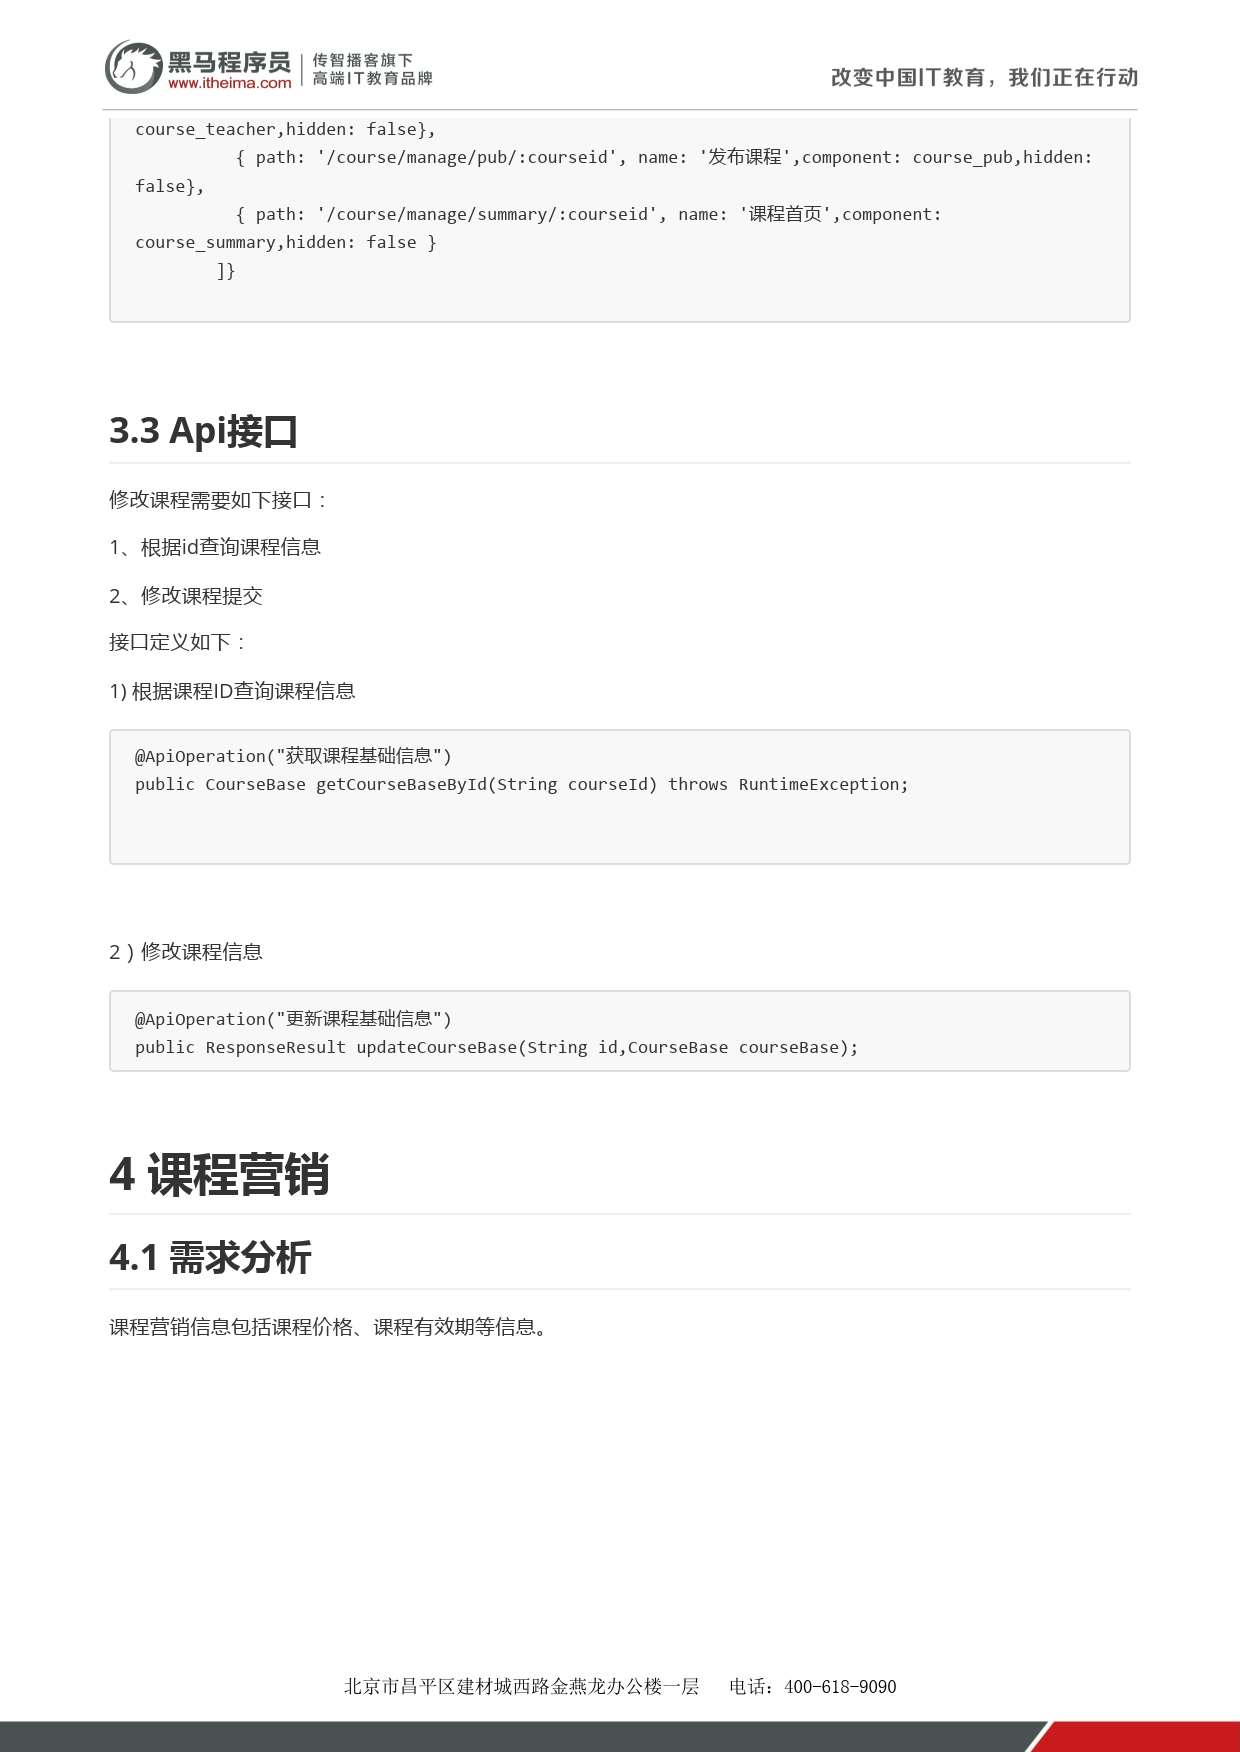 黑马程序员
www.itheima.com
传智播客旗下
高端IT教育品牌
改变中国IT教育，我们正在行动
course_teacher,hidden: false},
{ path: '/course/manage/pub/:courseid', name: '发布课程',component: course_pub,hidden:
false},
{ path: '/course/manage/summary/:courseid', name: '课程首页',component:
course_summary,hidden: false }
]}
3.3 Api接口
修改课程需要如下接口：
1、根据id查询课程信息
2、修改课程提交
接口定义如下：
1) 根据课程ID查询课程信息
@ApiOperation("获取课程基础信息")
public CourseBase getCourseBaseById(String courseId) throws RuntimeException;
2）修改课程信息
@ApiOperation("更新课程基础信息")
public ResponseResult updateCourseBase(String id,CourseBase courseBase);
4 课程营销
4.1 需求分析
课程营销信息包括课程价格、课程有效期等信息。
北京市昌平区建材城西路金燕龙办公楼一层 电话：400-618-9090